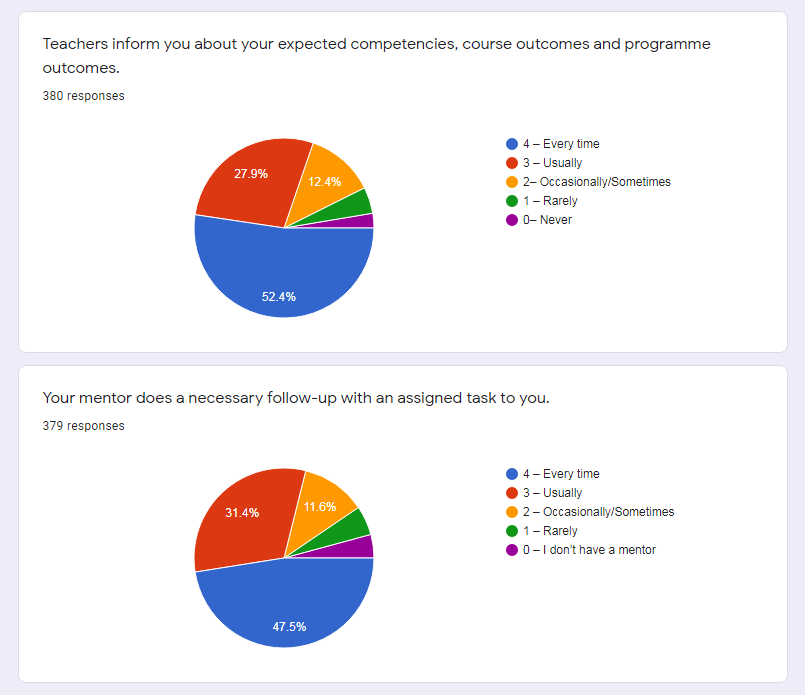 Teachers inform you about your expected competencies, course outcomes and programme
outcomes.
380 responses
4 – Every time
3 – Usually
2– Occasionally/Sometimes
1 – Rarely
0– Never
27.9%
12.4%
52.4%
Your mentor does a necessary follow-up with an assigned task to you.
379 responses
4 – Every time
3 – Usually
2 – Occasionally/Sometimes
1 – Rarely
0 – I don't have a mentor
31.4%
11.6%
47.5%